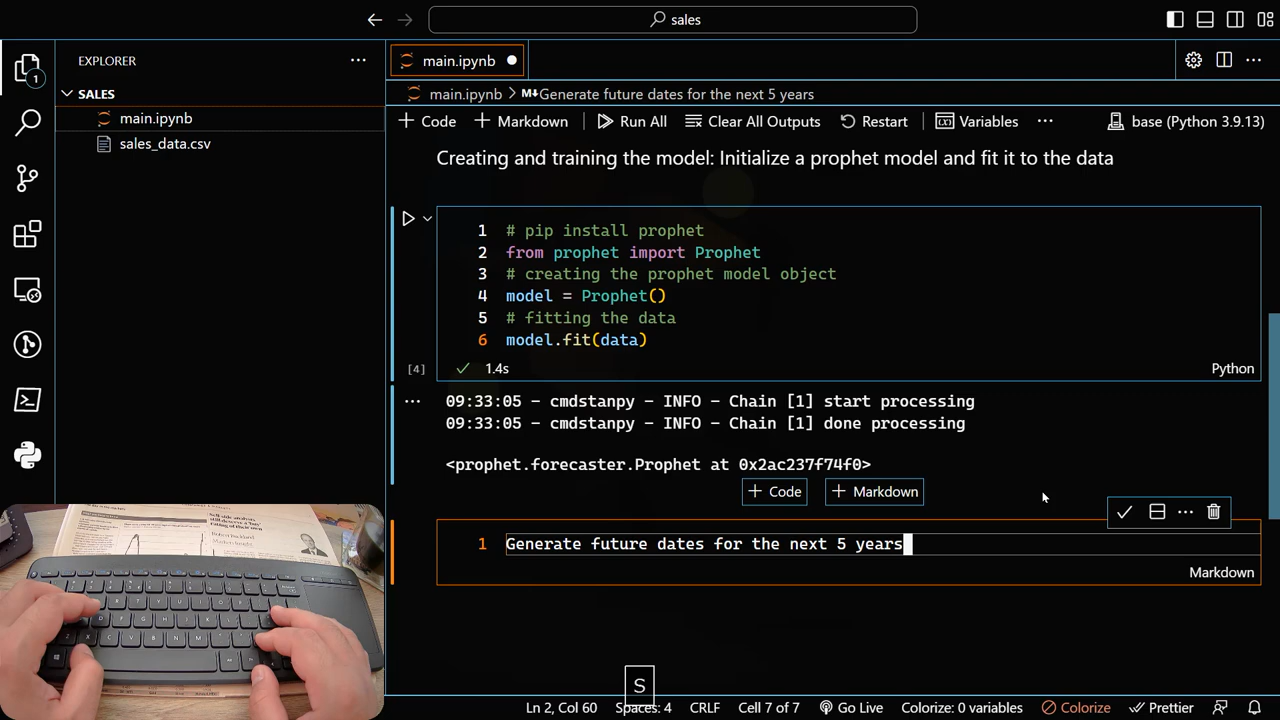 sales
EXPLORER
SALES
main.ipynb
sales_data.csv
1
main.ipynb
main.ipynb > M↓Generate future dates for the next 5 years
+ Code + Markdown Run All Clear All Outputs Restart Variables ... base (Python 3.9.13)
Creating and training the model: Initialize a prophet model and fit it to the data
1 # pip install prophet
2 from prophet import Prophet
3 # creating the prophet model object
4 model = Prophet()
5 # fitting the data
6 model.fit(data)
[4] 1.4s Python
09:33:05 - cmdstanpy - INFO - Chain [1] start processing
09:33:05 - cmdstanpy - INFO - Chain [1] done processing
<prophet.forecaster.Prophet at 0x2ac237f74f0>
+ Code + Markdown
1 Generate future dates for the next 5 years
Markdown
S
Ln 2, Col 60 Spaces: 4 CRLF Cell 7 of 7 Go Live Colorize: 0 variables Colorize Prettier